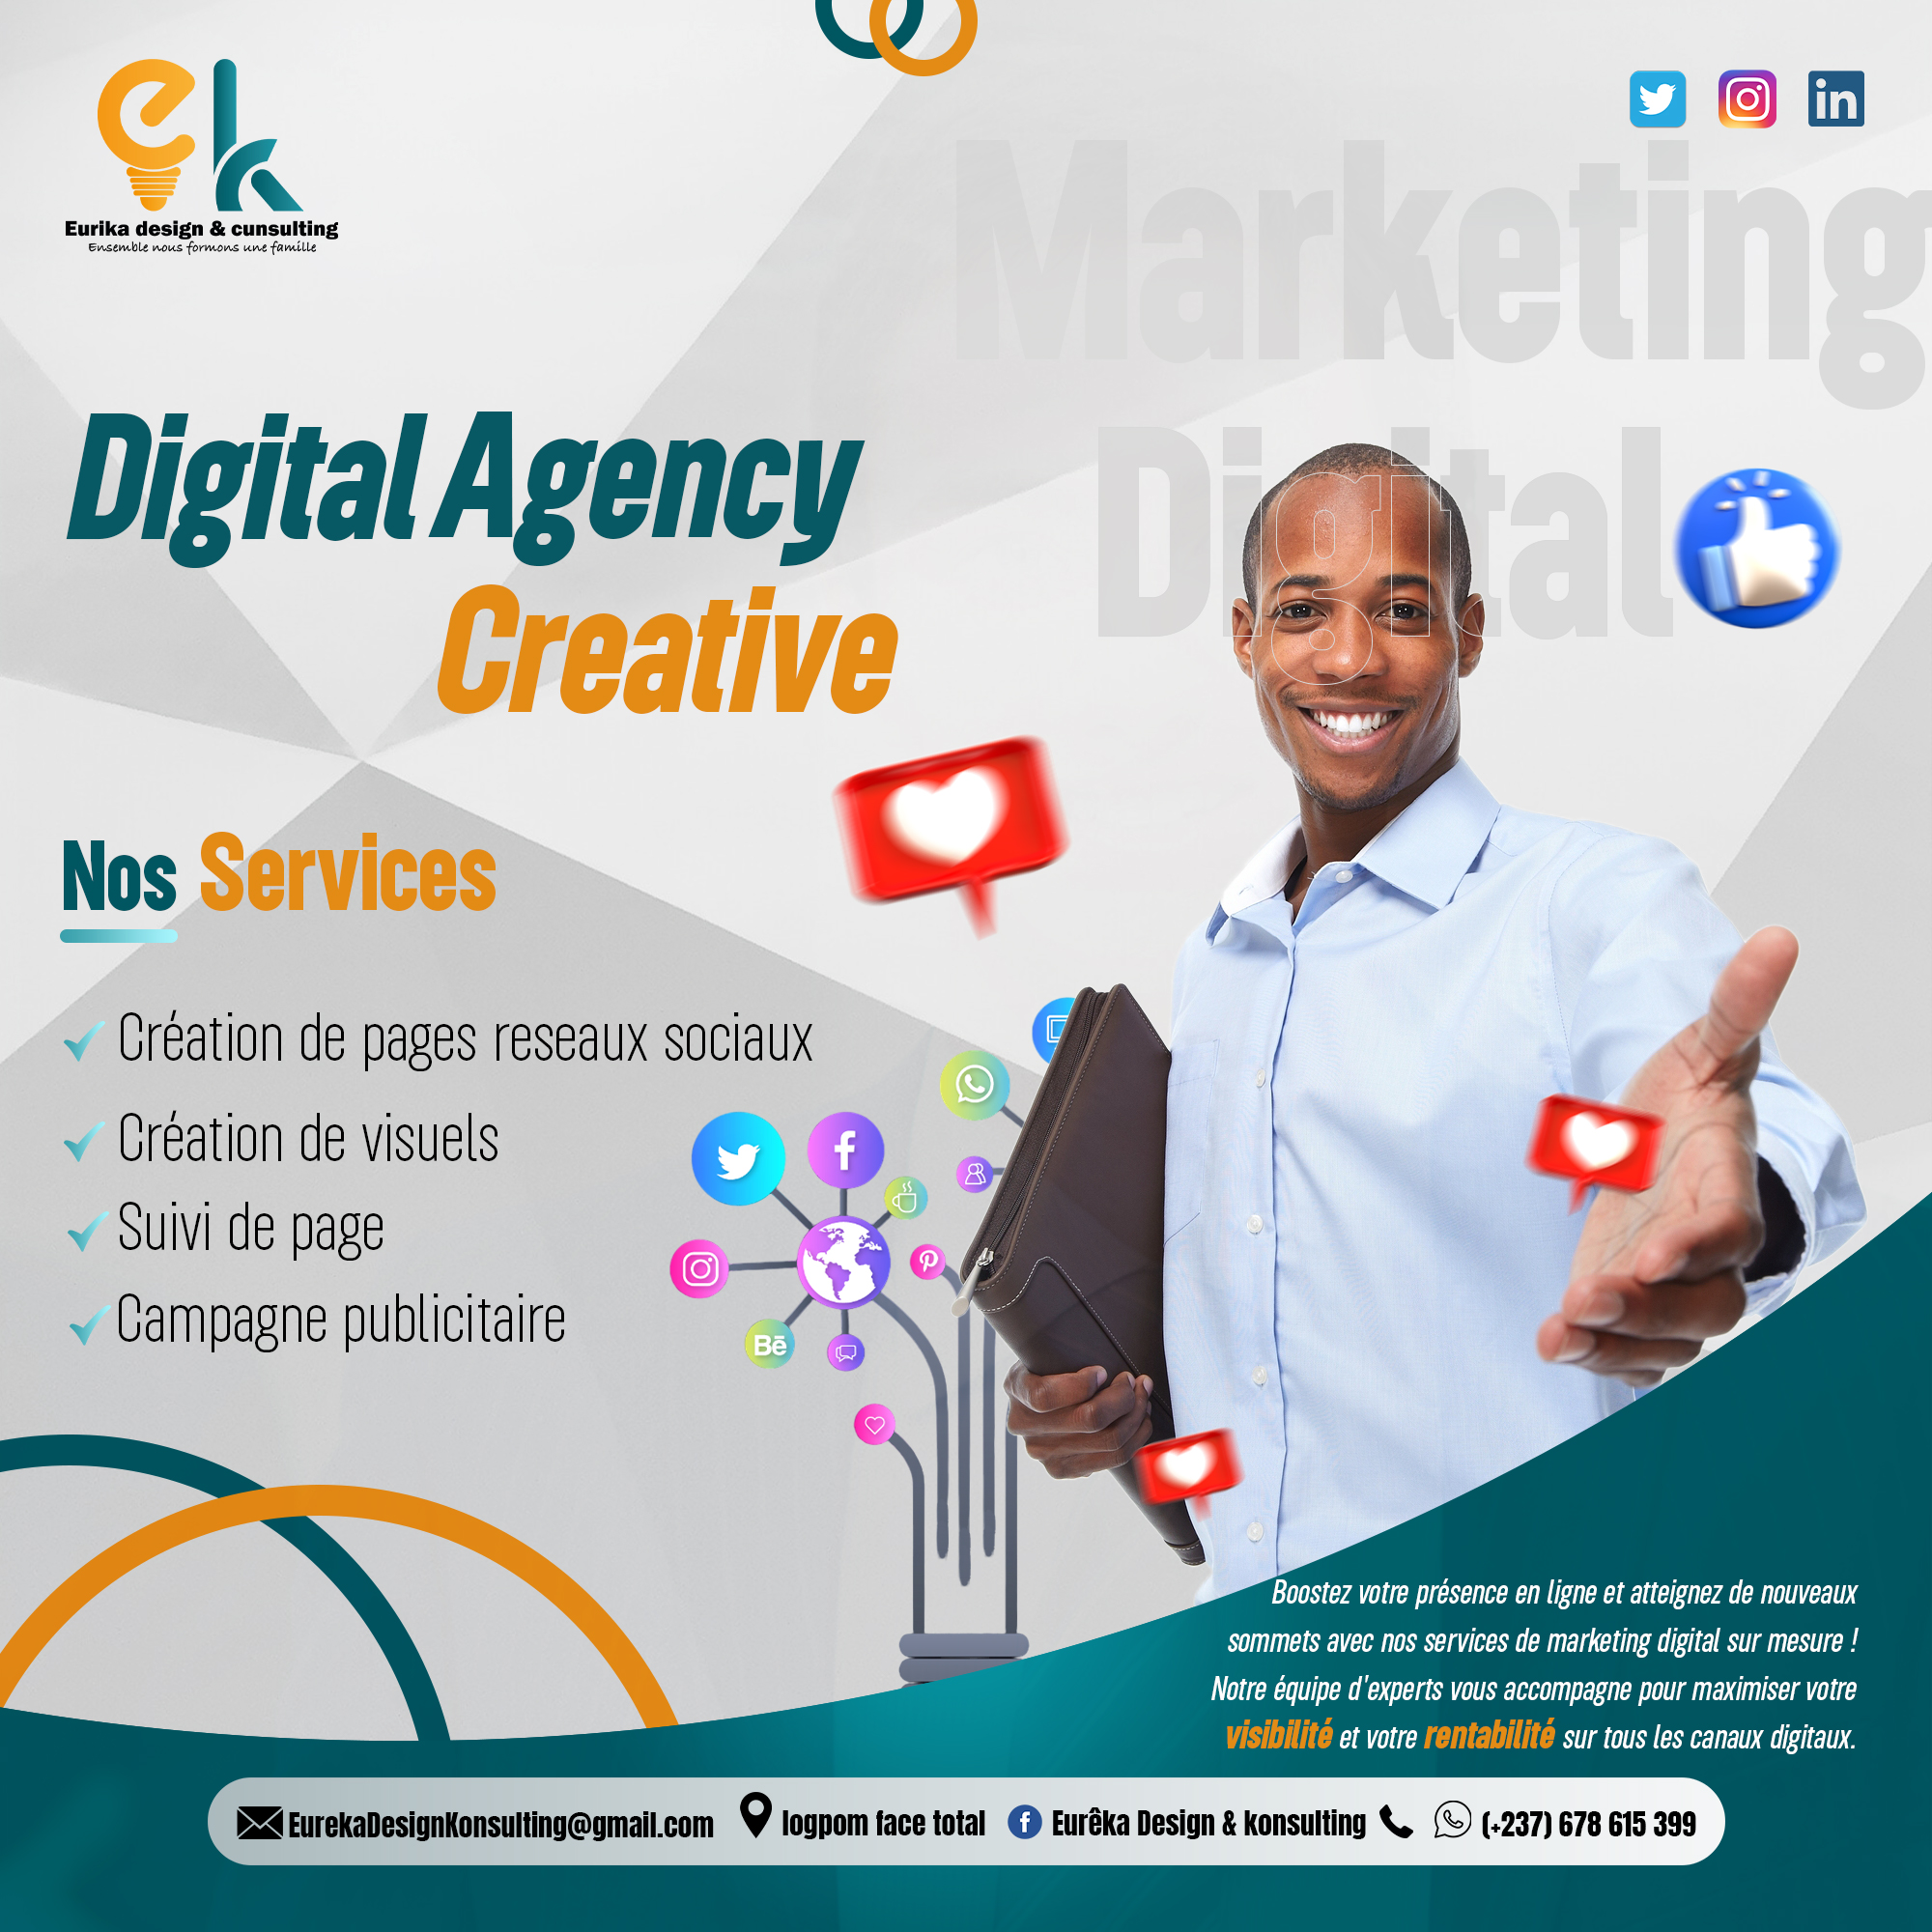 ek
Eurika design & cunsulting
Ensemble nous formons une famille
in
Marketing
Digital
Digital Agency
Creative
Nos Services
Création de pages reseaux sociaux
Création de visuels
Suivi de page
Campagne publicitaire
f
Bē
Boostez votre présence en ligne et atteignez de nouveaux
sommets avec nos services de marketing digital sur mesure !
Notre équipe d'experts vous accompagne pour maximiser votre
visibilité et votre rentabilité sur tous les canaux digitaux.
EurekaDesignKonsulting@gmail.com logpom face total f Eurêka Design & konsulting (+237) 678 615 399